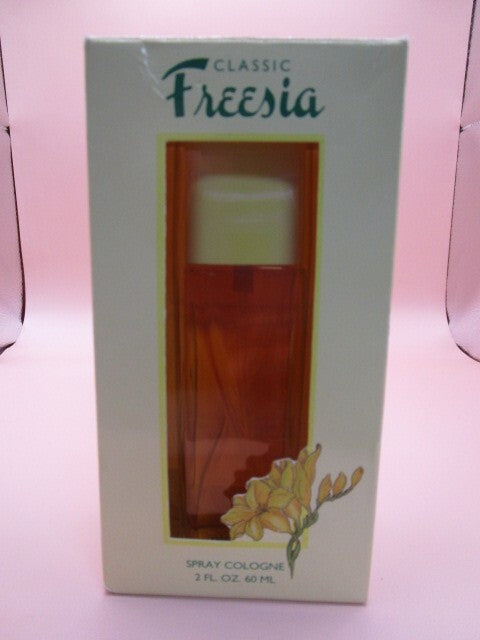 CLASSIC
Freesia
SPRAY COLOGNE
2 FL. OZ. 60 ML